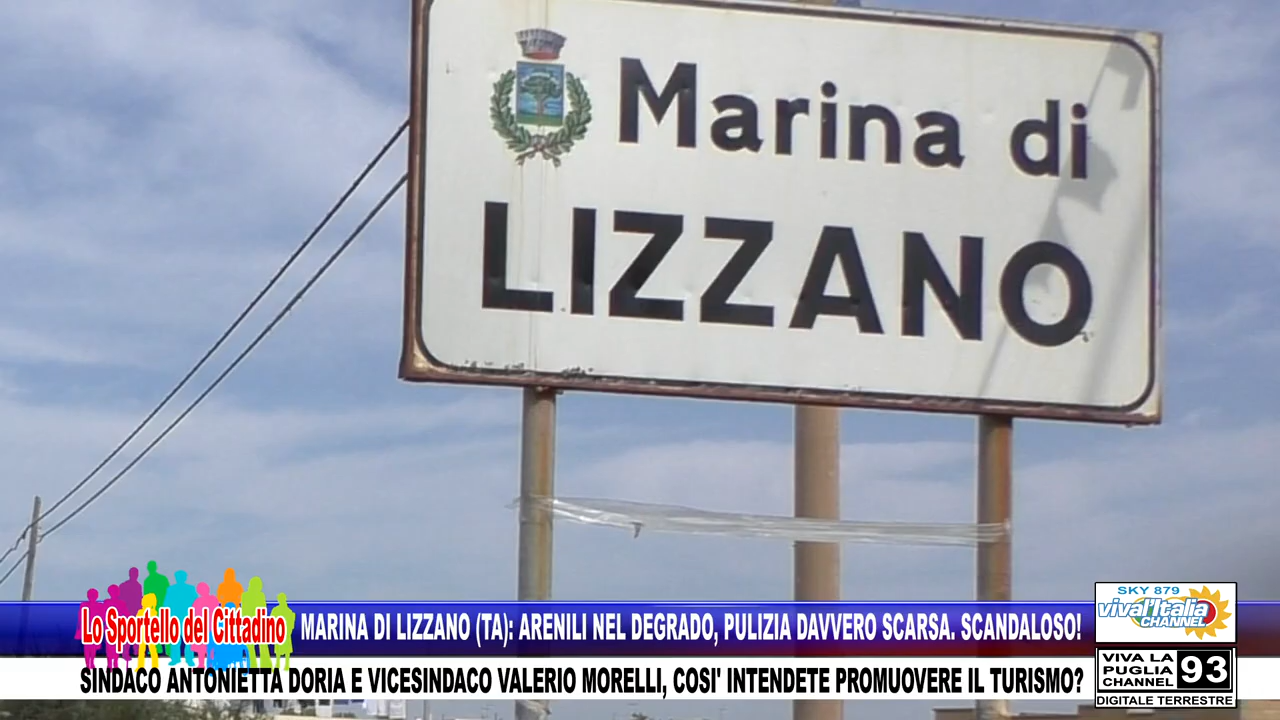 Marina di
LIZZANO
Lo Sportello del Cittadino
MARINA DI LIZZANO (TA): ARENILI NEL DEGRADO, PULIZIA DAVVERO SCARSA. SCANDALOSO!
SINDACO ANTONIETTA DORIA E VICESINDACO VALERIO MORELLI, COSI' INTENDETE PROMUOVERE IL TURISMO?
SKY 879
viva l'Italia
CHANNEL
VIVA LA
PUGLIA
CHANNEL
93
DIGITALE TERRESTRE